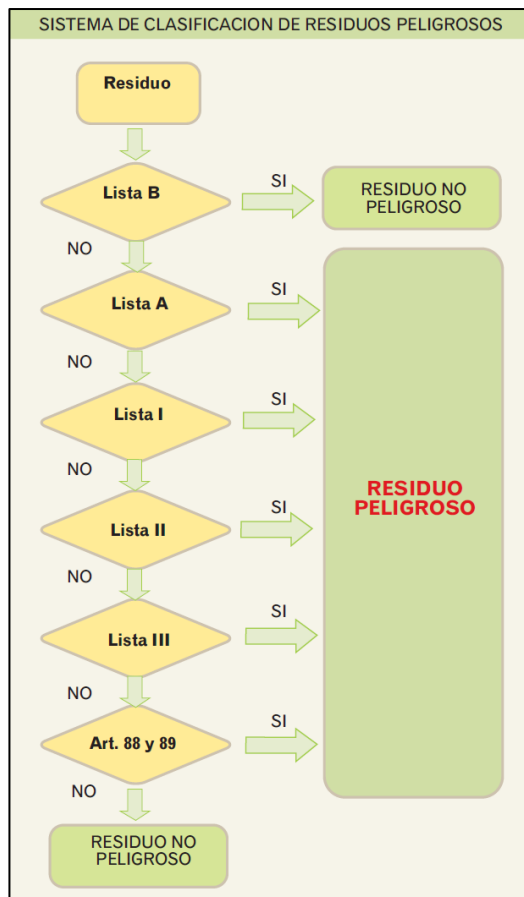 SISTEMA DE CLASIFICACION DE RESIDUOS PELIGROSOS
Residuo
Lista B
SI
RESIDUO NO
PELIGROSO
NO
Lista A
SI
NO
Lista I
SI
NO
Lista II
SI
NO
Lista III
SI
NO
Art. 88 y 89
SI
RESIDUO
PELIGROSO
NO
RESIDUO NO
PELIGROSO